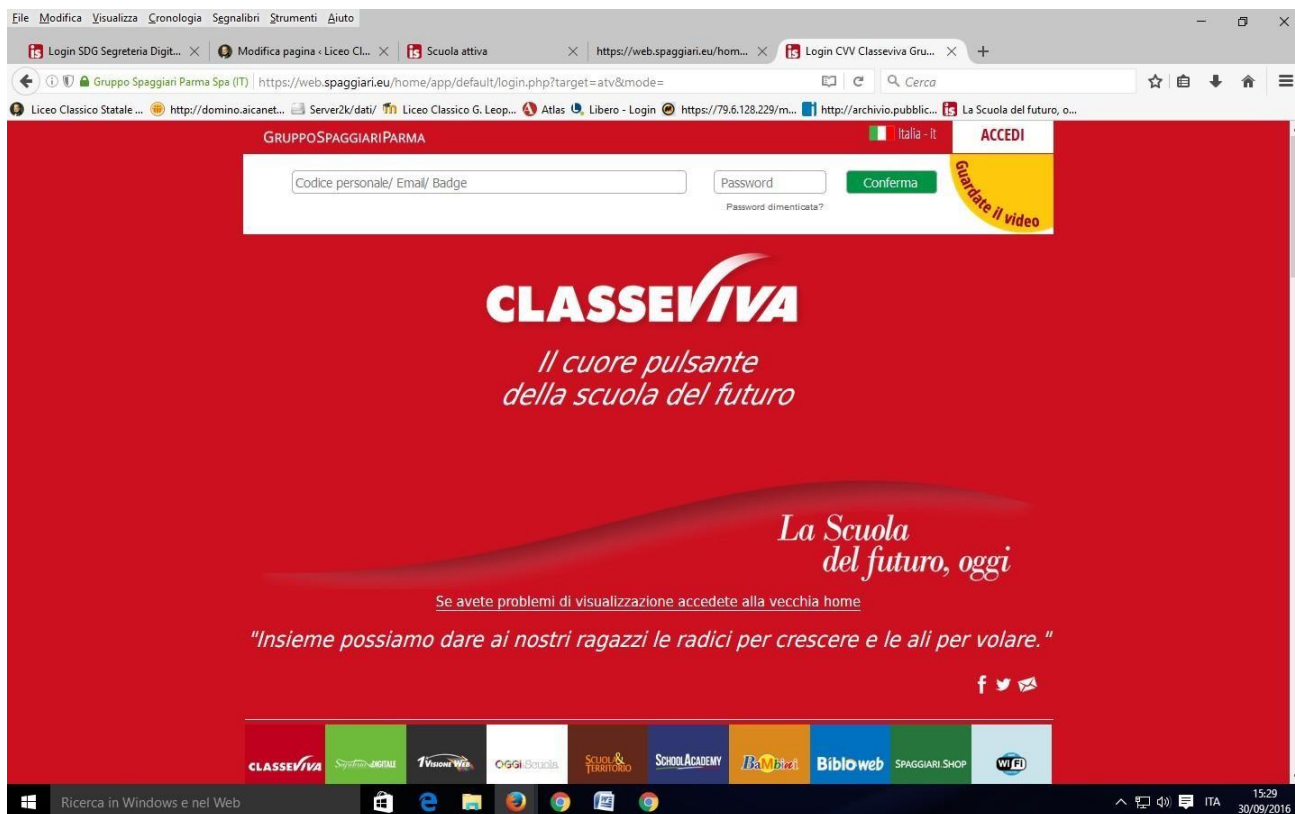 File Modifica Visualizza Cronologia Segnalibri Strumenti Aiuto
Login SDG Segreteria Digit... Modifica pagina ‹ Liceo Cl... Scuola attiva https://web.spaggiari.eu/hom... Login CVV Classeviva Gru...
Gruppo Spaggiari Parma Spa (IT) https://web.spaggiari.eu/home/app/default/login.php?target=atv&mode= Cerca
Liceo Classico Statale ... http://domino.aicanet... Server2k/dati/ Liceo Classico G. Leop... Atlas Libero - Login https://79.6.128.229/m... http://archivio.pubblic... La Scuola del futuro, o...
GRUPPOSPAGGIARIPARMA Italia - It ACCEDI
Codice personale/ Email/ Badge Password Conferma
Password dimenticata?
Guardate il video
CLASSEVIVA
Il cuore pulsante
della scuola del futuro
La Scuola
del futuro, oggi
Se avete problemi di visualizzazione accedete alla vecchia home
"Insieme possiamo dare ai nostri ragazzi le radici per crescere e le ali per volare."
CLASSEVIVA Segreteria DIGITALE 1VISIONE WEB OGGIScuola SCUOLA& TERRITORIO SCHOOLACADEMY BaMbini Bibloweb SPAGGIARI.SHOP WI FI
Ricerca in Windows e nel Web ITA 15:29
30/09/2016